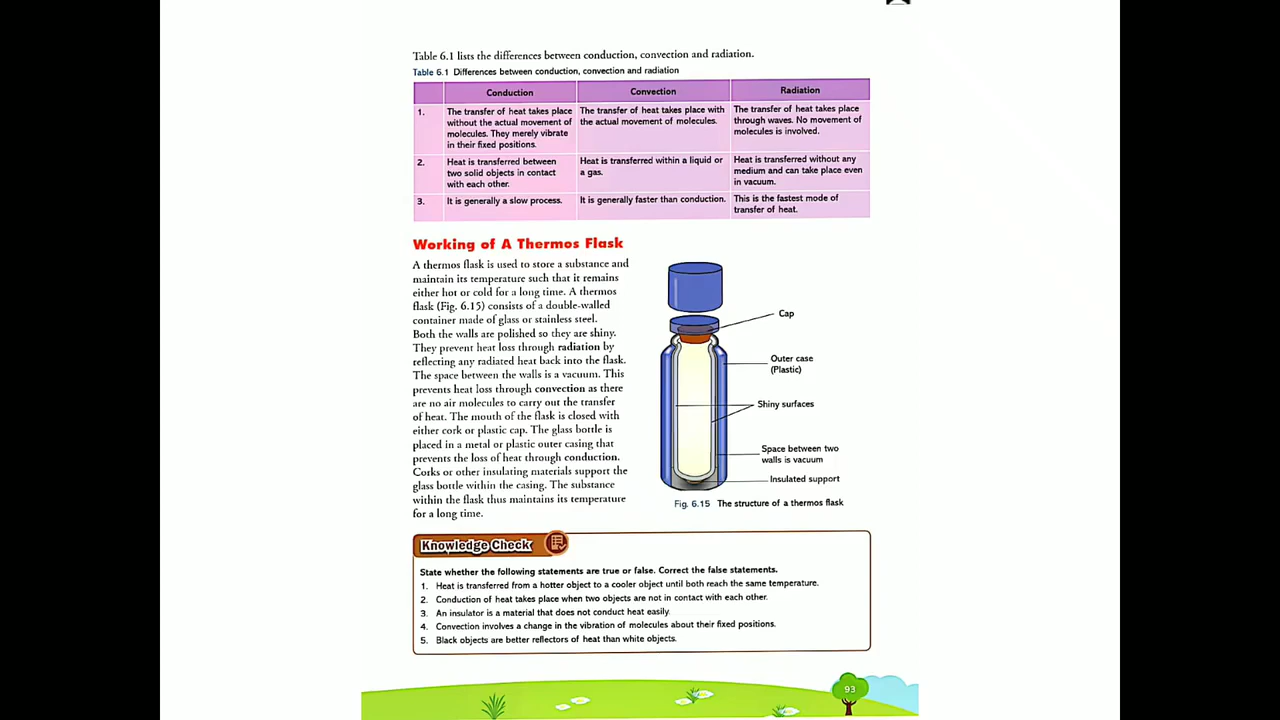 Table 6.1 lists the differences between conduction, convection and radiation.
Table 6.1 Differences between conduction, convection and radiation
Conduction Convection Radiation
1. The transfer of heat takes place without the actual movement of molecules. They merely vibrate in their fixed positions. The transfer of heat takes place with the actual movement of molecules. The transfer of heat takes place through waves. No movement of molecules is involved.
2. Heat is transferred between two solid objects in contact with each other. Heat is transferred within a liquid or a gas. Heat is transferred without any medium and can take place even in vacuum.
3. It is generally a slow process. It is generally faster than conduction. This is the fastest mode of transfer of heat.
Working of A Thermos Flask
A thermos flask is used to store a substance and
maintain its temperature such that it remains
either hot or cold for a long time. A thermos
flask (Fig. 6.15) consists of a double-walled
container made of glass or stainless steel.
Both the walls are polished so they are shiny.
They prevent heat loss through radiation by
reflecting any radiated heat back into the flask.
The space between the walls is a vacuum. This
prevents heat loss through convection as there
are no air molecules to carry out the transfer
of heat. The mouth of the flask is closed with
either cork or plastic cap. The glass bottle is
placed in a metal or plastic outer casing that
prevents the loss of heat through conduction.
Corks or other insulating materials support the
glass bottle within the casing. The substance
within the flask thus maintains its temperature
for a long time.
Cap
Outer case
(Plastic)
Shiny surfaces
Space between two
walls is vacuum
Insulated support
Fig. 6.15 The structure of a thermos flask
Knowledge Check
State whether the following statements are true or false. Correct the false statements.
1. Heat is transferred from a hotter object to a cooler object until both reach the same temperature.
2. Conduction of heat takes place when two objects are not in contact with each other.
3. An insulator is a material that does not conduct heat easily.
4. Convection involves a change in the vibration of molecules about their fixed positions.
5. Black objects are better reflectors of heat than white objects.
93